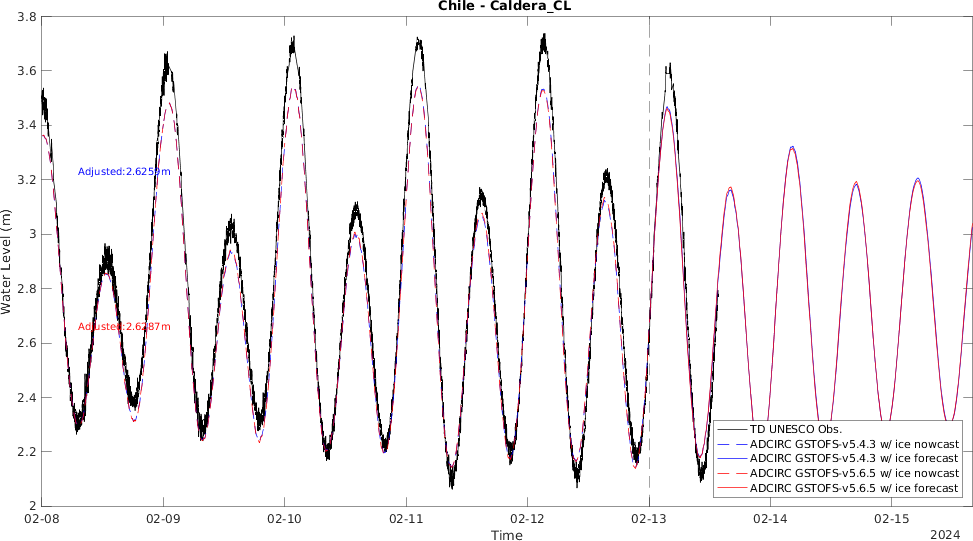 Chile - Caldera_CL
3.8
3.6
3.4
3.2
3
2.8
2.6
2.4
2.2
2
Water Level (m)
Adjusted:2.6259m
Adjusted:2.6287m
TD UNESCO Obs.
ADCIRC GSTOFS-v5.4.3 w/ ice nowcast
ADCIRC GSTOFS-v5.4.3 w/ ice forecast
ADCIRC GSTOFS-v5.6.5 w/ ice nowcast
ADCIRC GSTOFS-v5.6.5 w/ ice forecast
02-08 02-09 02-10 02-11 02-12 02-13 02-14 02-15
Time
2024